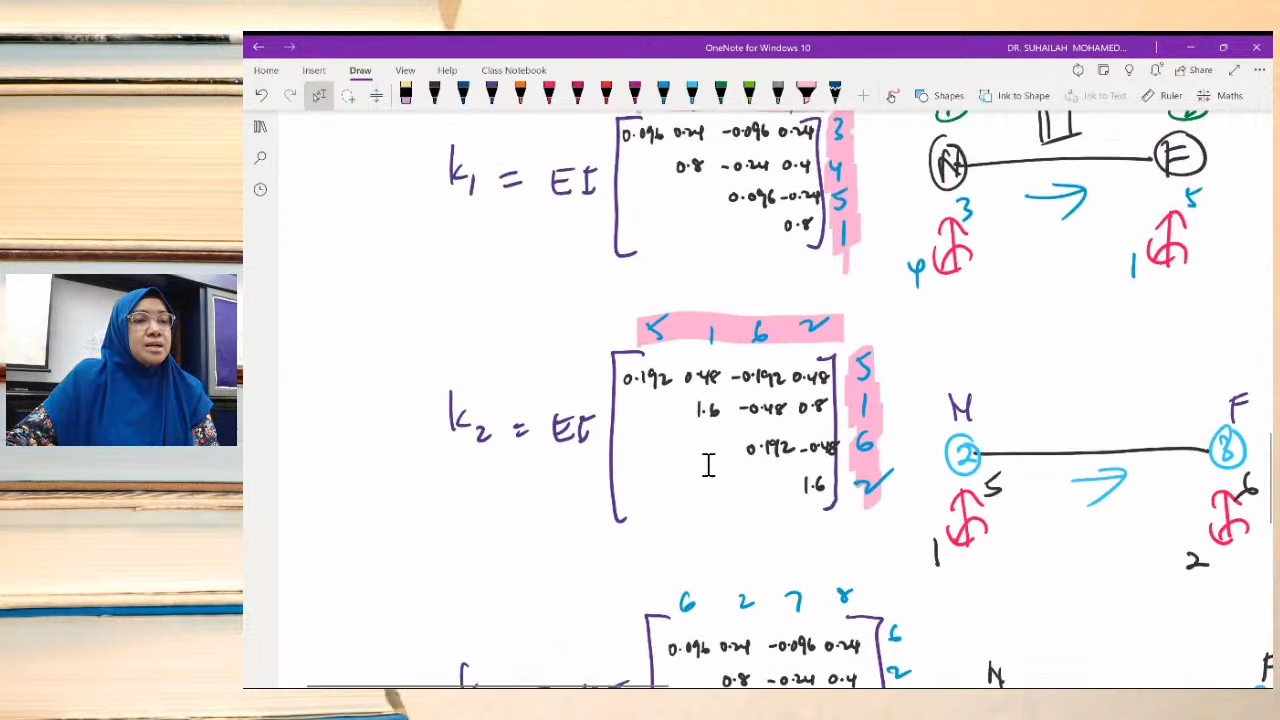 OneNote for Windows 10
DR. SUHAILAH MOHAMED...
Home Insert Draw View Help Class Notebook
Share
Shapes Ink to Shape Ink to Text Ruler Maths
k1 = EI
0.096 0.24 -0.096 0.24 3
0.8 -0.24 0.4 4
0.096 -0.24 5
0.8 1
N E
3 5
4 1
5 1 6 2
k2 = EI
0.192 0.48 -0.192 0.48 5
1.6 -0.48 0.8 1
0.192 -0.48 6
1.6 2
F
2
5 6
1 2
6 2 7 8
0.096 0.24 -0.096 0.24 6
0.8 -0.24 0.4 2
N